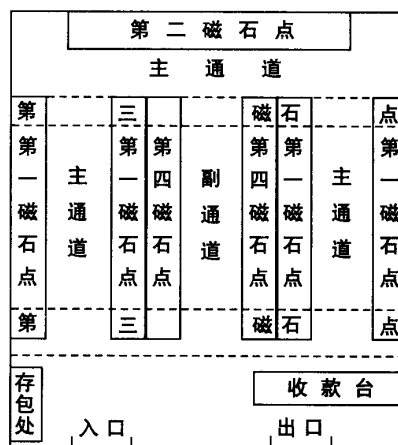 第二磁石点
主通道
第三磁石点
第一磁石点
主通道
第一磁石点
第四磁石点
副通道
第四磁石点
第一磁石点
主通道
第一磁石点
第三磁石点
存包处
收款台
入口
出口